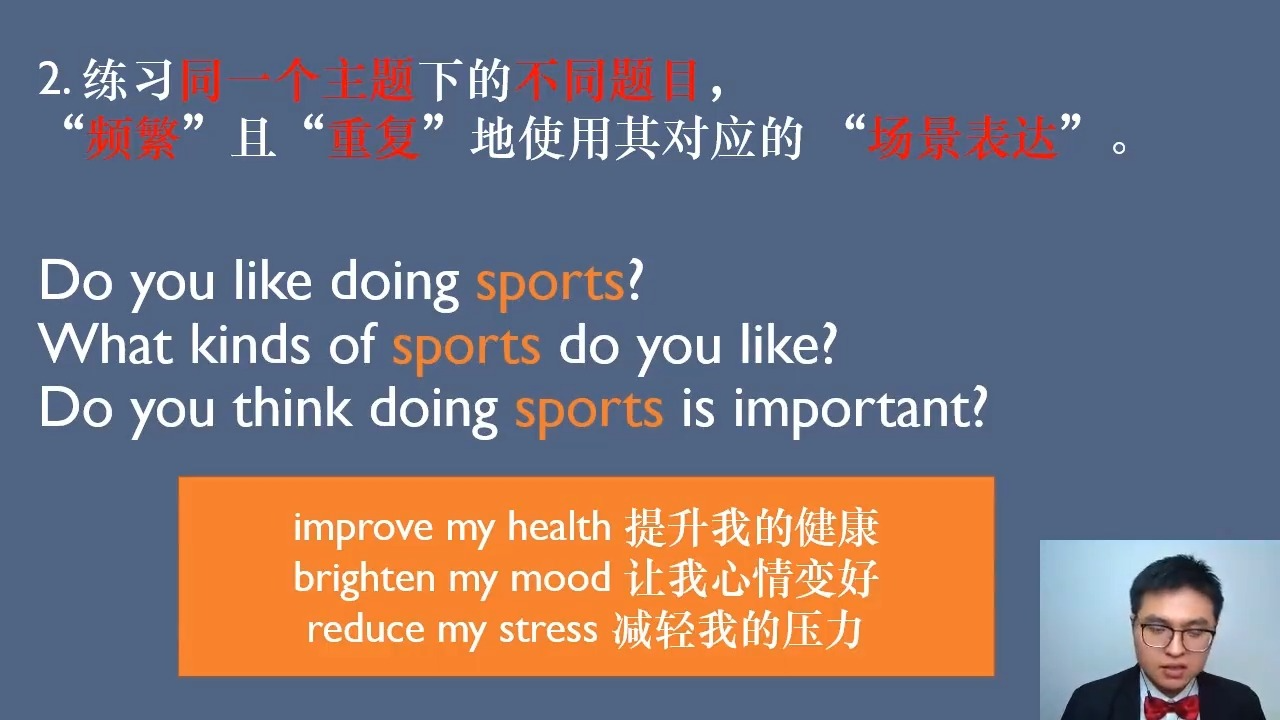 2. 练习同一个主题下的不同题目，
“频繁”且“重复”地使用其对应的 “场景表达”。
Do you like doing sports?
What kinds of sports do you like?
Do you think doing sports is important?
improve my health 提升我的健康
brighten my mood 让我心情变好
reduce my stress 减轻我的压力